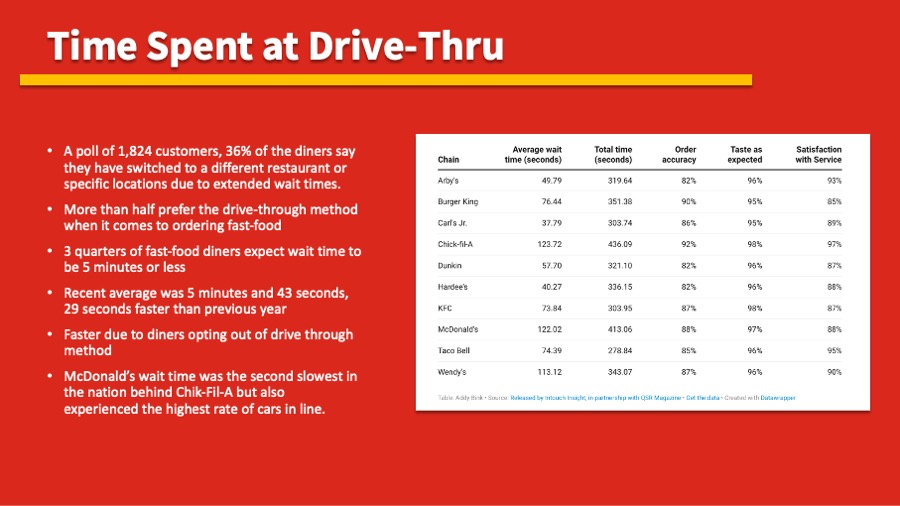 Time Spent at Drive-Thru
• A poll of 1,824 customers, 36% of the diners say
they have switched to a different restaurant or
specific locations due to extended wait times.
• More than half prefer the drive-through method
when it comes to ordering fast-food
• 3 quarters of fast-food diners expect wait time to
be 5 minutes or less
• Recent average was 5 minutes and 43 seconds,
29 seconds faster than previous year
• Faster due to diners opting out of drive through
method
• McDonald's wait time was the second slowest in
the nation behind Chik-Fil-A but also
experienced the highest rate of cars in line.
Chain Average wait time (seconds) Total time (seconds) Order accuracy Taste as expected Satisfaction with Service
Arby's 49.79 319.64 82% 96% 93%
Burger King 76.44 351.38 90% 95% 85%
Carl's Jr. 37.79 303.74 86% 95% 89%
Chick-fil-A 123.72 436.09 92% 98% 97%
Dunkin 57.70 321.10 82% 96% 87%
Hardee's 40.27 336.15 82% 96% 88%
KFC 73.84 303.95 87% 98% 87%
McDonald's 122.02 413.06 88% 97% 88%
Taco Bell 74.39 278.84 85% 96% 95%
Wendy's 113.12 343.07 87% 96% 90%
Table: Addy Bink • Source: Released by Intouch Insight, in partnership with QSR Magazine • Get the data • Created with Datawrapper